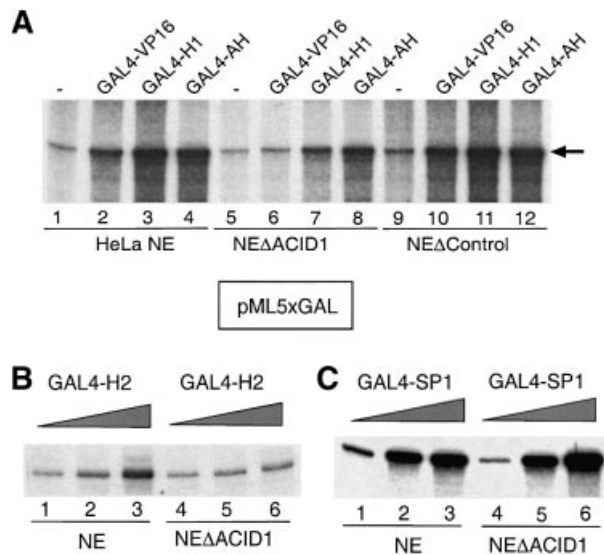 A
- GAL4-VP16 GAL4-H1 GAL4-AH - GAL4-VP16 GAL4-H1 GAL4-AH - GAL4-VP16 GAL4-H1 GAL4-AH
1 2 3 4 5 6 7 8 9 10 11 12
HeLa NE NEΔACID1 NEΔControl
pML5xGAL
B
GAL4-H2 GAL4-H2
1 2 3 4 5 6
NE NEΔACID1
C
GAL4-SP1 GAL4-SP1
1 2 3 4 5 6
NE NEΔACID1